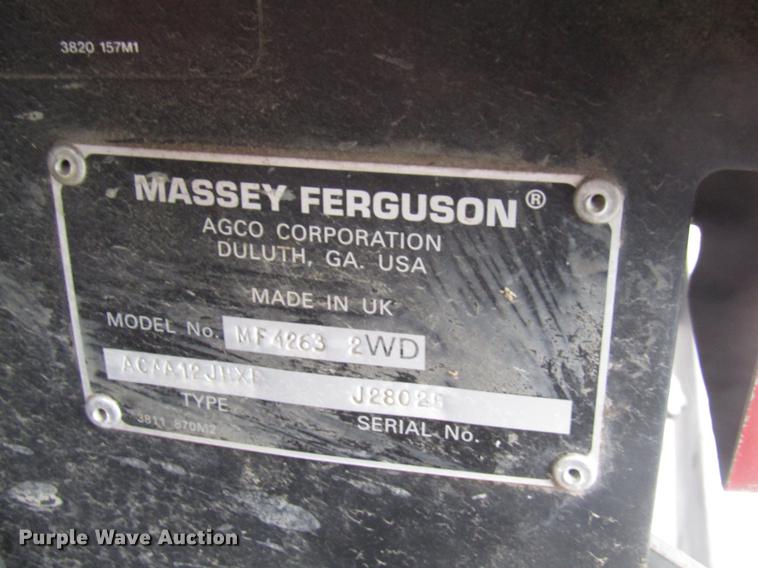 3820 157M1
MASSEY FERGUSON®
AGCO CORPORATION
DULUTH, GA. USA
MADE IN UK
MODEL No. MF4263 2WD
TYPE
SERIAL No.
3811 870M2
Purple Wave Auction